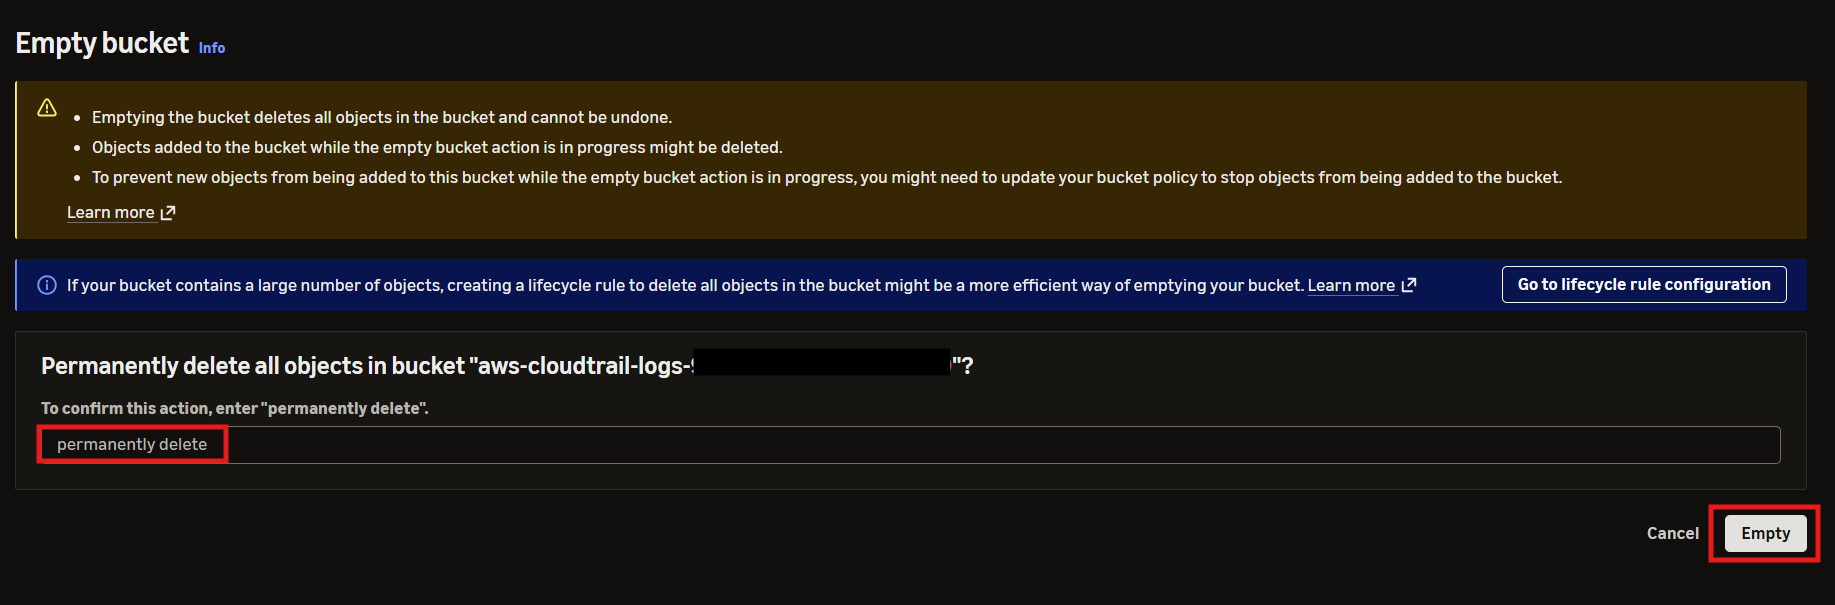 Empty bucket Info
• Emptying the bucket deletes all objects in the bucket and cannot be undone.
• Objects added to the bucket while the empty bucket action is in progress might be deleted.
• To prevent new objects from being added to this bucket while the empty bucket action is in progress, you might need to update your bucket policy to stop objects from being added to the bucket.
Learn more
If your bucket contains a large number of objects, creating a lifecycle rule to delete all objects in the bucket might be a more efficient way of emptying your bucket. Learn more Go to lifecycle rule configuration
Permanently delete all objects in bucket "aws-cloudtrail-logs- "?
To confirm this action, enter "permanently delete".
permanently delete
Cancel Empty